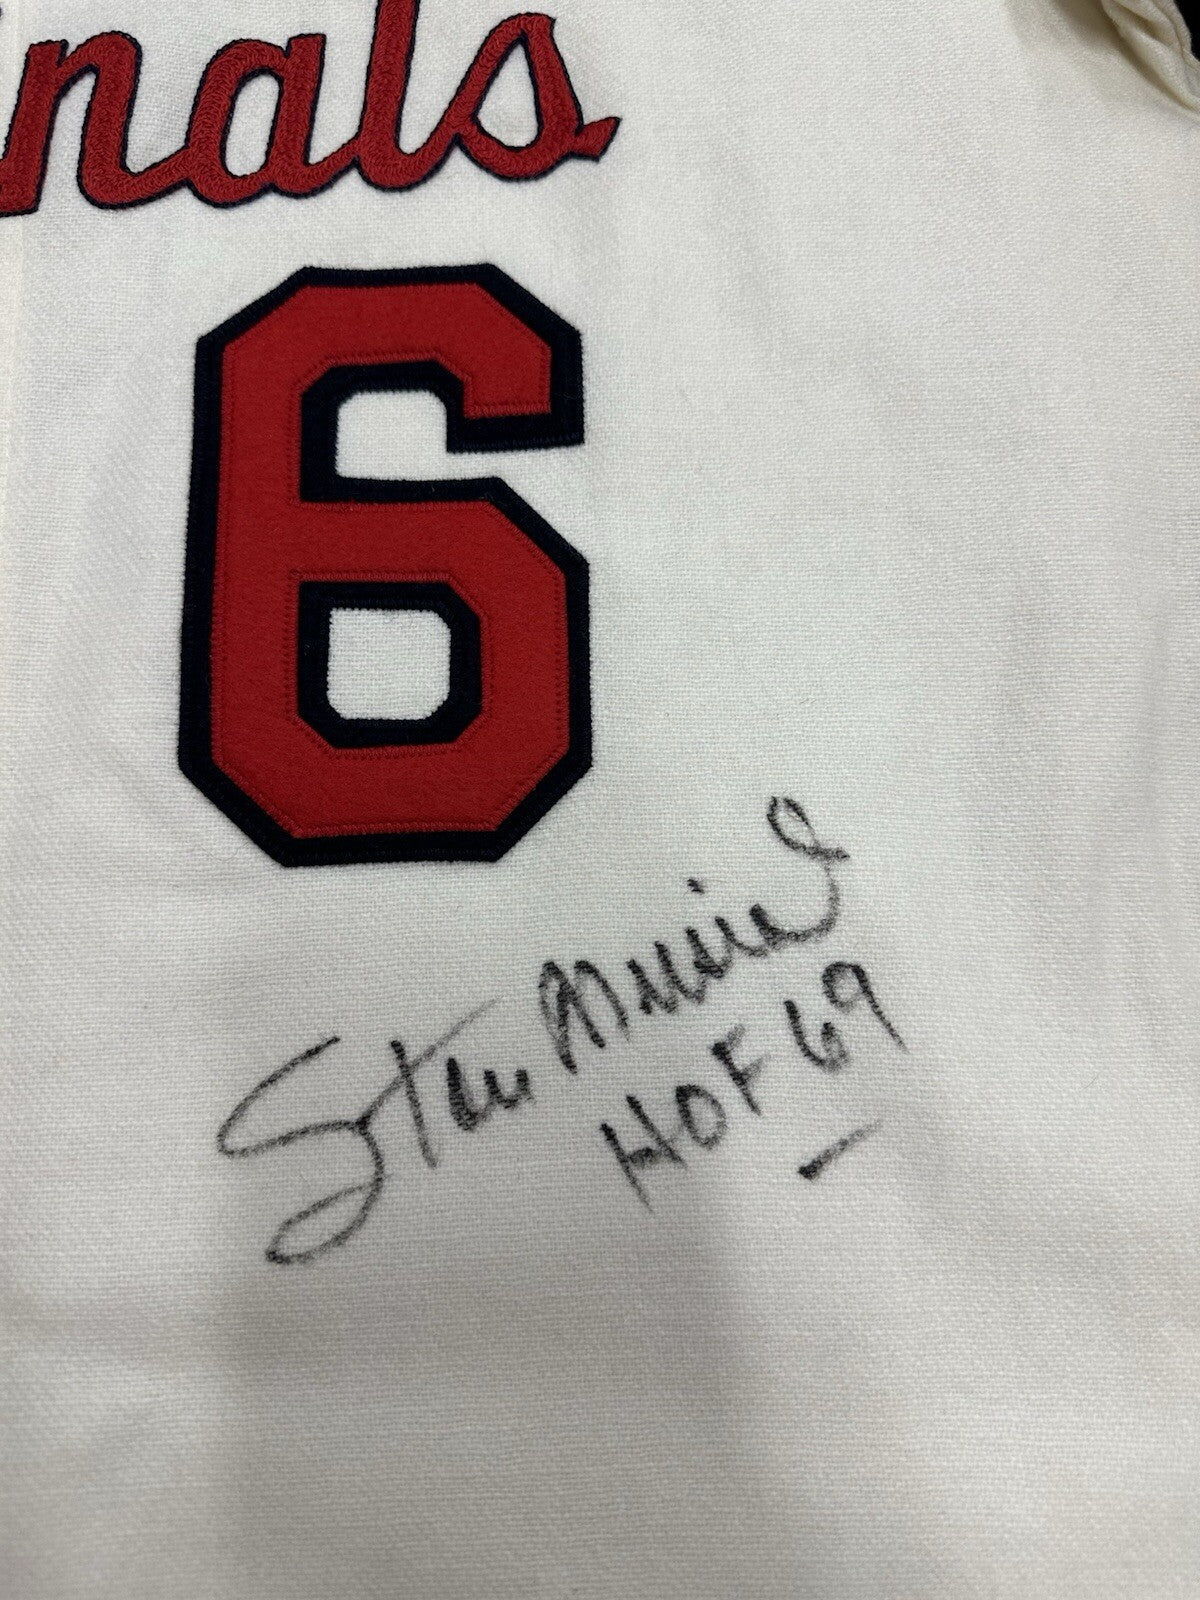 nals
6
Stan Musial
HOF 69